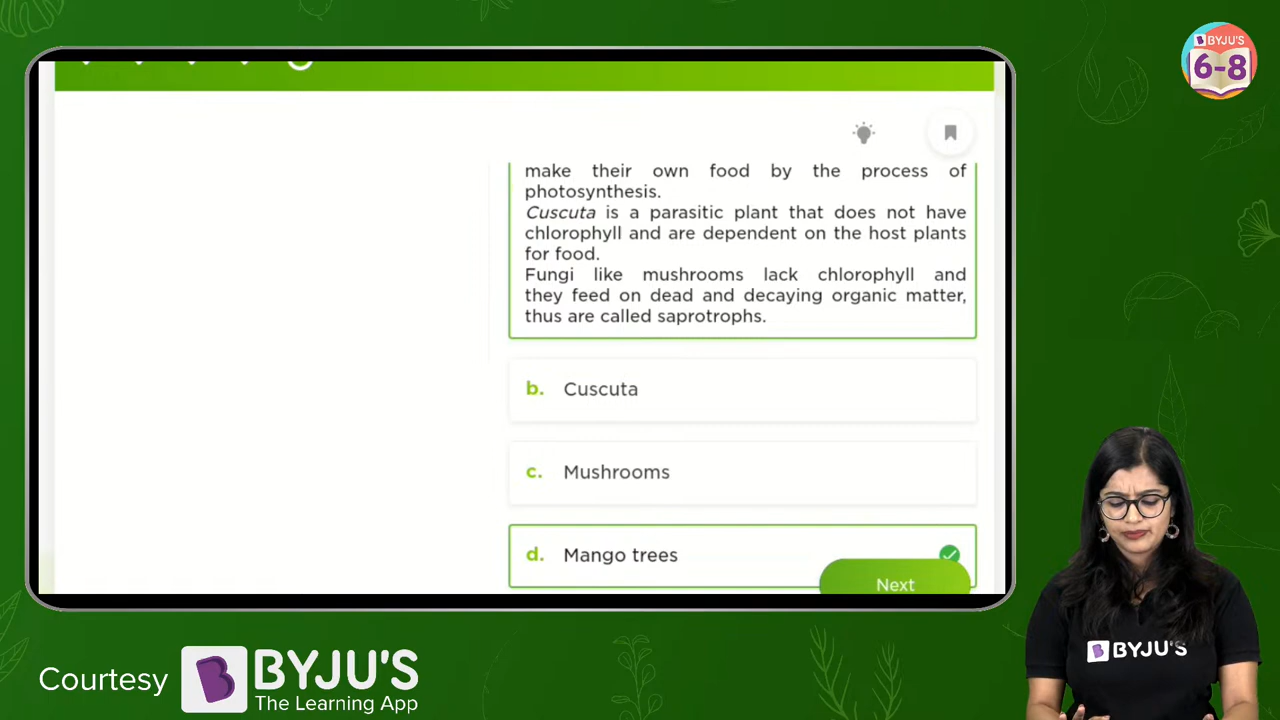 BYJU'S
6-8
make their own food by the process of
photosynthesis.
Cuscuta is a parasitic plant that does not have
chlorophyll and are dependent on the host plants
for food.
Fungi like mushrooms lack chlorophyll and
they feed on dead and decaying organic matter,
thus are called saprotrophs.
b. Cuscuta
c. Mushrooms
d. Mango trees
Next
BYJU'S
Courtesy BYJU'S
The Learning App